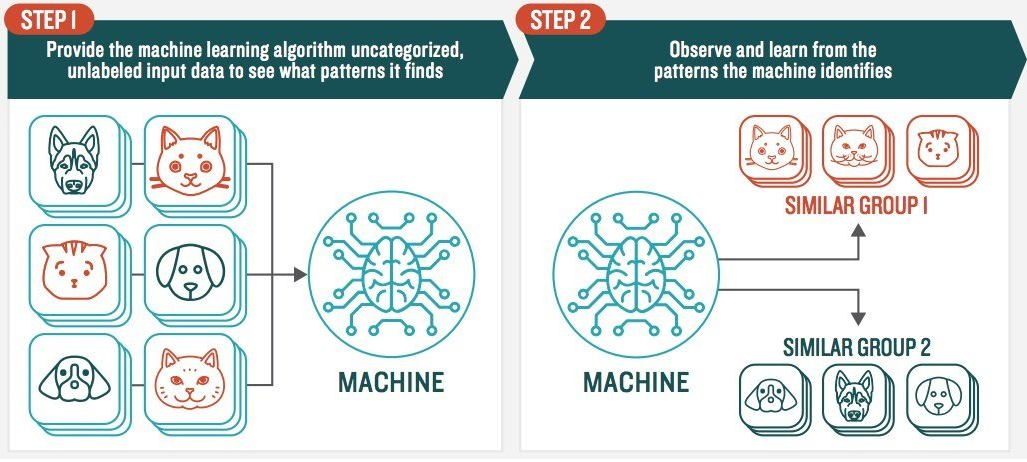 STEP 1
Provide the machine learning algorithm uncategorized,
unlabeled input data to see what patterns it finds
MACHINE
STEP 2
Observe and learn from the
patterns the machine identifies
SIMILAR GROUP 1
MACHINE
SIMILAR GROUP 2